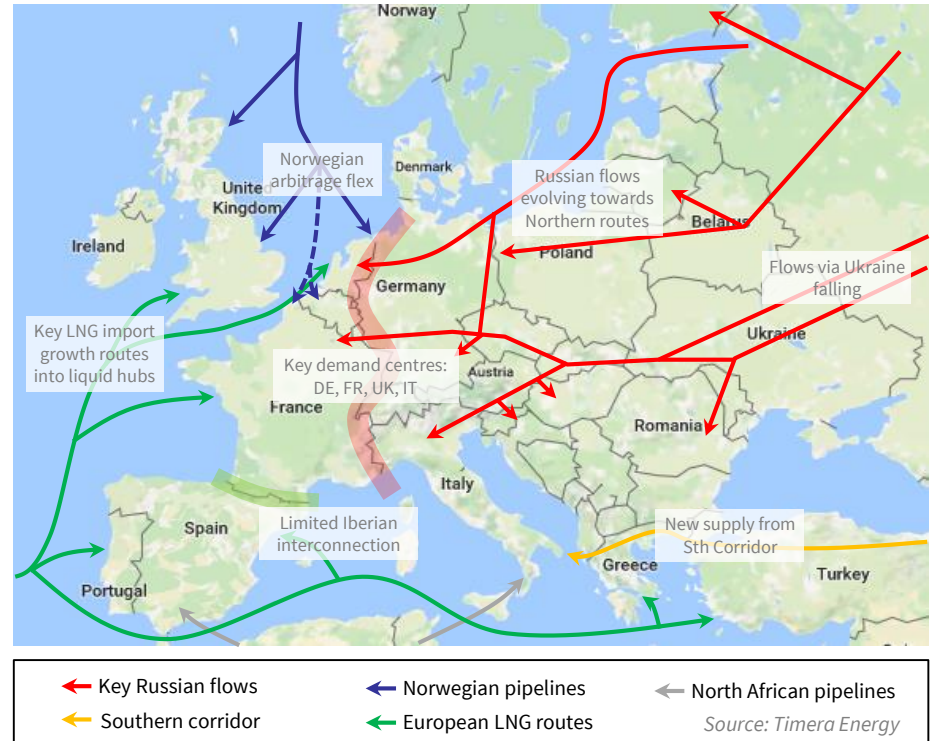 Norway
Norwegian
arbitrage flex
Denmark
United
Kingdom
Ireland
Russian flows
evolving towards
Northern routes
Belarus
Poland
Germany
Flows via Ukraine
falling
Ukraine
Key LNG import
growth routes
into liquid hubs
Key demand centres:
DE, FR, UK, IT
Austria
France
Romania
Italy
Spain
Limited Iberian
interconnection
New supply from
Sth Corridor
Greece
Turkey
Portugal
Key Russian flows
Norwegian pipelines
North African pipelines
Southern corridor
European LNG routes
Source: Timera Energy